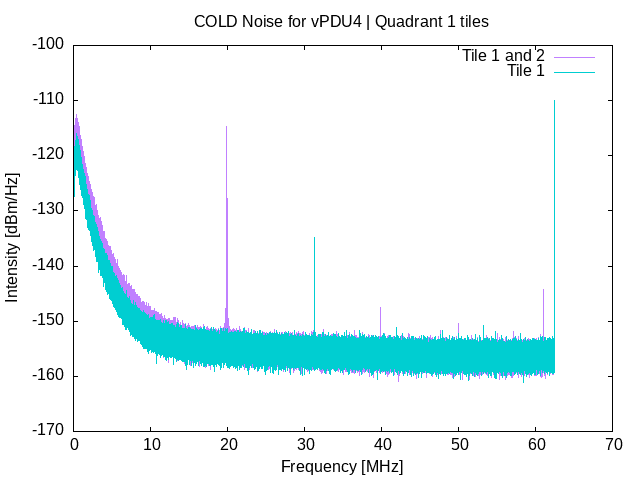 COLD Noise for vPDU4 | Quadrant 1 tiles
Tile 1 and 2
Tile 1
Intensity [dBm/Hz]
-100
-110
-120
-130
-140
-150
-160
-170
0 10 20 30 40 50 60 70
Frequency [MHz]